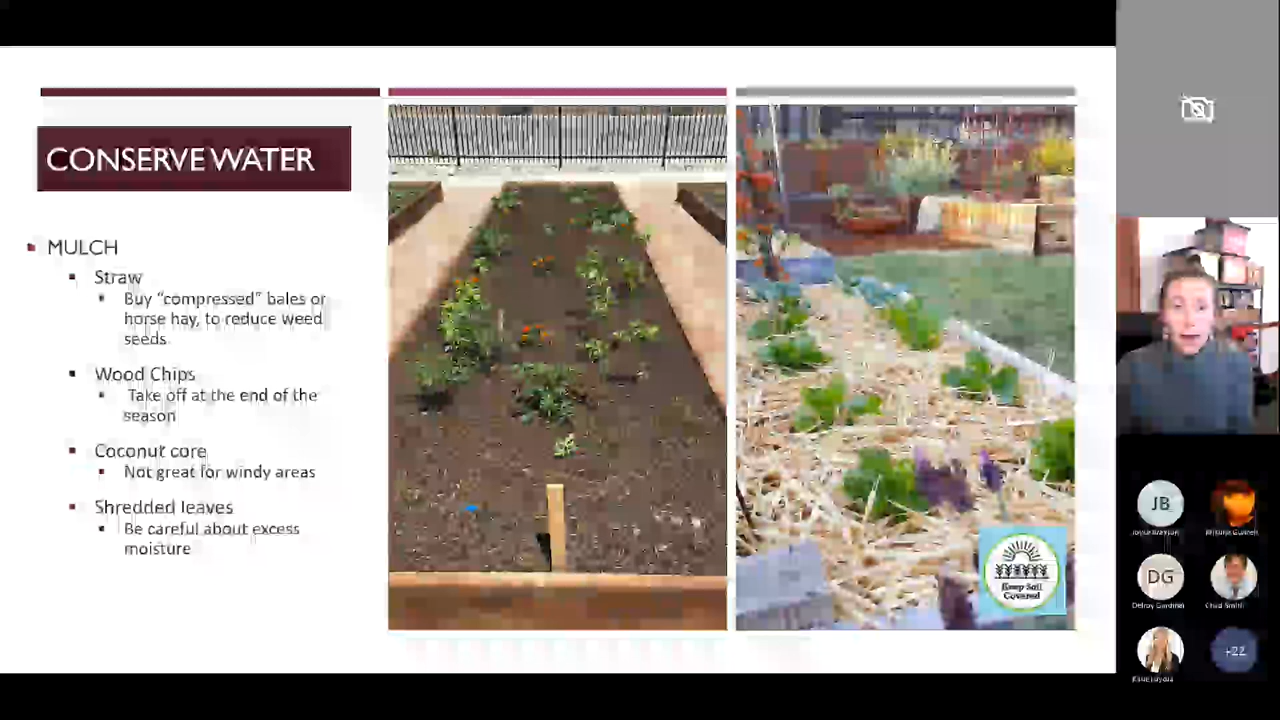 CONSERVE WATER
MULCH
Straw
Buy “compressed” bales or
horse hay, to reduce weed
seeds
Wood Chips
Take off at the end of the
season
Coconut core
Not great for windy areas
Shredded leaves
Be careful about excess
moisture
Keep Soil
Covered
JB
DG
+22